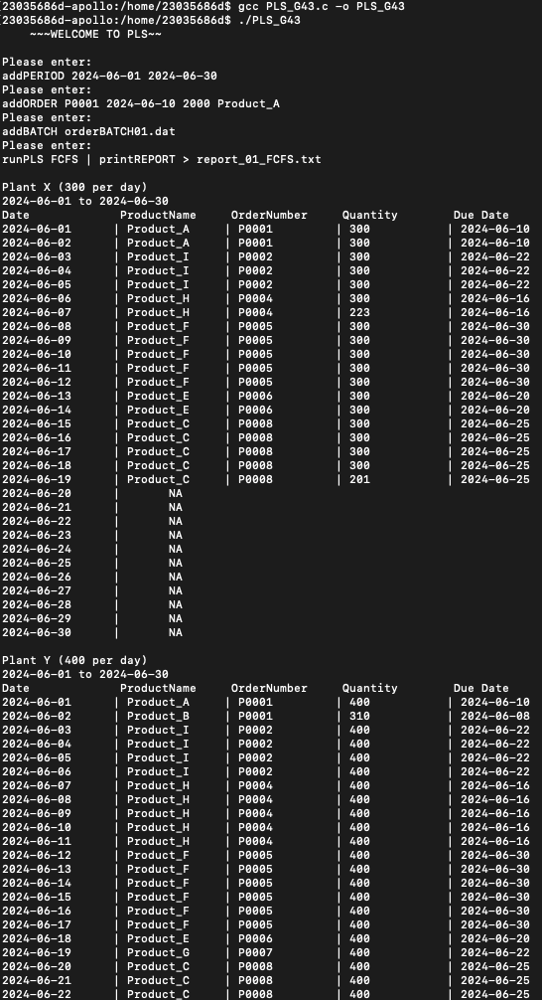 [23035686d-apollo:/home/23035686d$ gcc PLS_G43.c -o PLS_G43
[23035686d-apollo:/home/23035686d$ ./PLS_G43
~~~WELCOME TO PLS~~
Please enter:
addPERIOD 2024-06-01 2024-06-30
Please enter:
addORDER P0001 2024-06-10 2000 Product_A
Please enter:
addBATCH orderBATCH01.dat
Please enter:
runPLS FCFS | printREPORT > report_01_FCFS.txt
Plant X (300 per day)
2024-06-01 to 2024-06-30
Date ProductName OrderNumber Quantity Due Date
2024-06-01 | Product_A | P0001 | 300 | 2024-06-10
2024-06-02 | Product_A | P0001 | 300 | 2024-06-10
2024-06-03 | Product_I | P0002 | 300 | 2024-06-22
2024-06-04 | Product_I | P0002 | 300 | 2024-06-22
2024-06-05 | Product_I | P0002 | 300 | 2024-06-22
2024-06-06 | Product_H | P0004 | 300 | 2024-06-16
2024-06-07 | Product_H | P0004 | 223 | 2024-06-16
2024-06-08 | Product_F | P0005 | 300 | 2024-06-30
2024-06-09 | Product_F | P0005 | 300 | 2024-06-30
2024-06-10 | Product_F | P0005 | 300 | 2024-06-30
2024-06-11 | Product_F | P0005 | 300 | 2024-06-30
2024-06-12 | Product_F | P0005 | 300 | 2024-06-30
2024-06-13 | Product_E | P0006 | 300 | 2024-06-20
2024-06-14 | Product_E | P0006 | 300 | 2024-06-20
2024-06-15 | Product_C | P0008 | 300 | 2024-06-25
2024-06-16 | Product_C | P0008 | 300 | 2024-06-25
2024-06-17 | Product_C | P0008 | 300 | 2024-06-25
2024-06-18 | Product_C | P0008 | 300 | 2024-06-25
2024-06-19 | Product_C | P0008 | 201 | 2024-06-25
2024-06-20 | NA
2024-06-21 | NA
2024-06-22 | NA
2024-06-23 | NA
2024-06-24 | NA
2024-06-25 | NA
2024-06-26 | NA
2024-06-27 | NA
2024-06-28 | NA
2024-06-29 | NA
2024-06-30 | NA
Plant Y (400 per day)
2024-06-01 to 2024-06-30
Date ProductName OrderNumber Quantity Due Date
2024-06-01 | Product_A | P0001 | 400 | 2024-06-10
2024-06-02 | Product_B | P0001 | 310 | 2024-06-08
2024-06-03 | Product_I | P0002 | 400 | 2024-06-22
2024-06-04 | Product_I | P0002 | 400 | 2024-06-22
2024-06-05 | Product_I | P0002 | 400 | 2024-06-22
2024-06-06 | Product_I | P0002 | 400 | 2024-06-22
2024-06-07 | Product_H | P0004 | 400 | 2024-06-16
2024-06-08 | Product_H | P0004 | 400 | 2024-06-16
2024-06-09 | Product_H | P0004 | 400 | 2024-06-16
2024-06-10 | Product_H | P0004 | 400 | 2024-06-16
2024-06-11 | Product_H | P0004 | 400 | 2024-06-16
2024-06-12 | Product_F | P0005 | 400 | 2024-06-30
2024-06-13 | Product_F | P0005 | 400 | 2024-06-30
2024-06-14 | Product_F | P0005 | 400 | 2024-06-30
2024-06-15 | Product_F | P0005 | 400 | 2024-06-30
2024-06-16 | Product_F | P0005 | 400 | 2024-06-30
2024-06-17 | Product_F | P0005 | 400 | 2024-06-30
2024-06-18 | Product_E | P0006 | 400 | 2024-06-20
2024-06-19 | Product_G | P0007 | 400 | 2024-06-22
2024-06-20 | Product_C | P0008 | 400 | 2024-06-25
2024-06-21 | Product_C | P0008 | 400 | 2024-06-25
2024-06-22 | Product_C | P0008 | 400 | 2024-06-25